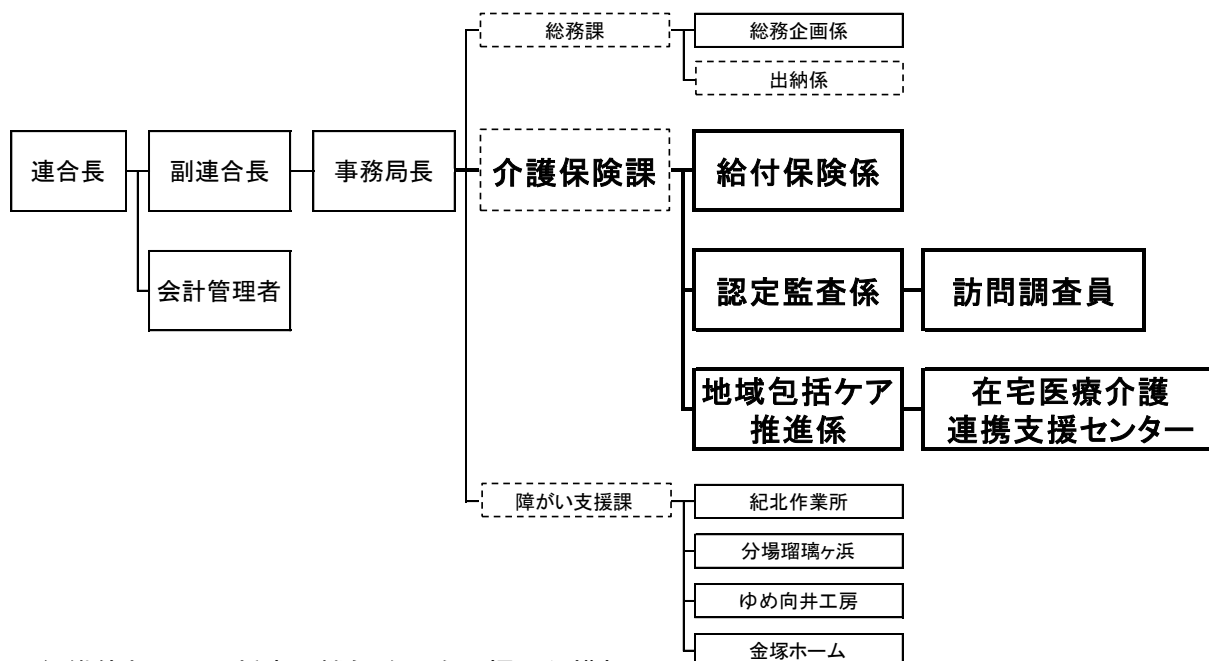 総務課
総務企画係
出納係
連合長
副連合長
事務局長
介護保険課
給付保険係
会計管理者
認定監査係
訪問調査員
地域包括ケア
推進係
在宅医療介護
連携支援センター
障がい支援課
紀北作業所
分場瑠璃ヶ浜
ゆめ向井工房
金塚ホーム